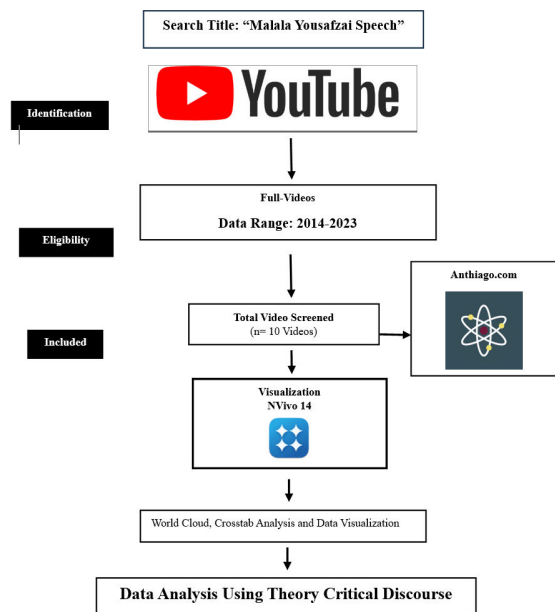 Search Title: “Malala Yousafzai Speech”
YouTube
Identification
Full-Videos
Data Range: 2014-2023
Eligibility
Anthiago.com
Total Video Screened
(n= 10 Videos)
Included
Visualization
NVivo 14
World Cloud, Crosstab Analysis and Data Visualization
Data Analysis Using Theory Critical Discourse